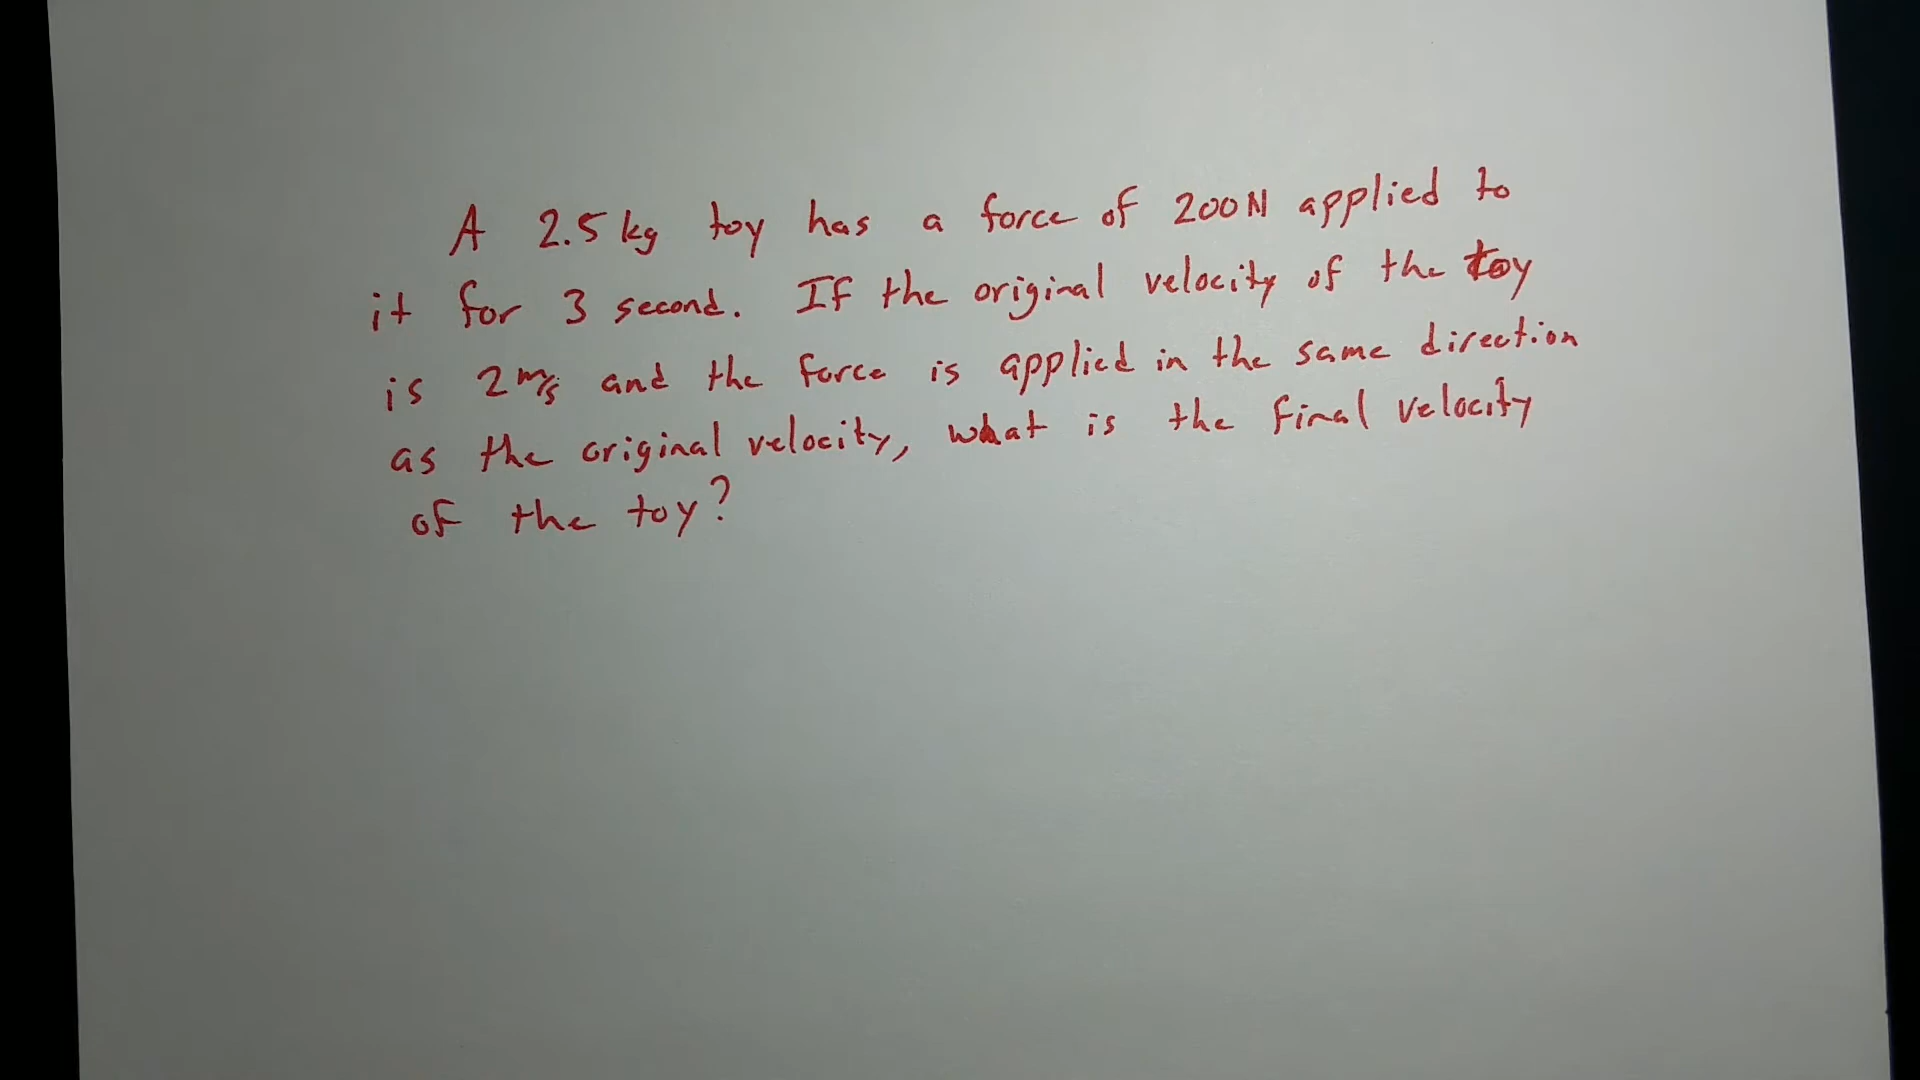 A 2.5 kg toy has a force of 200N applied to
it for 3 second. If the original velocity of the toy
is 2 m/s and the force is applied in the same direction
as the original velocity, what is the final velocity
of the toy?